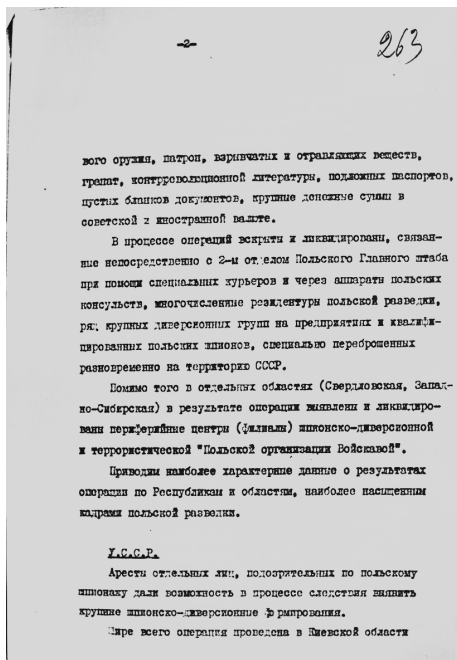 -2-
263
вого оружия, патрон, взрывчатых и отравляющих веществ,
гранат, контрреволюционной литературы, подложных паспортов,
пустых бланков документов, крупные денежные суммы в
советской и иностранной валюте.
В процессе операций вскрыты и ликвидированы, связан-
ные непосредственно с 2-м отделом Польского Главного штаба
при помощи специальных курьеров и через аппараты польских
консульств, многочисленные резидентуры польской разведки,
ряд крупных диверсионных групп на предприятиях и квалифи-
цированных польских шпионов, специально переброшенных
разновременно на территорию СССР.
Помимо того в отдельных областях (Свердловская, Запад-
но-Сибирская) в результате операции выявлены и ликвидиро-
ваны периферийные центры (филиалы) шпионско-диверсионной
и террористической "Польской организации Войсковой".
Приводим наиболее характерные данные о результатах
операции по Республикам и областям, наиболее насыщенным
кадрами польской разведки.
У.С.С.Р.
Аресты отдельных лиц, подозрительных по польскому
шпионажу дали возможность в процессе следствия выявить
крупные шпионско-диверсионные формирования.
Шире всего операция проведена в Киевской области